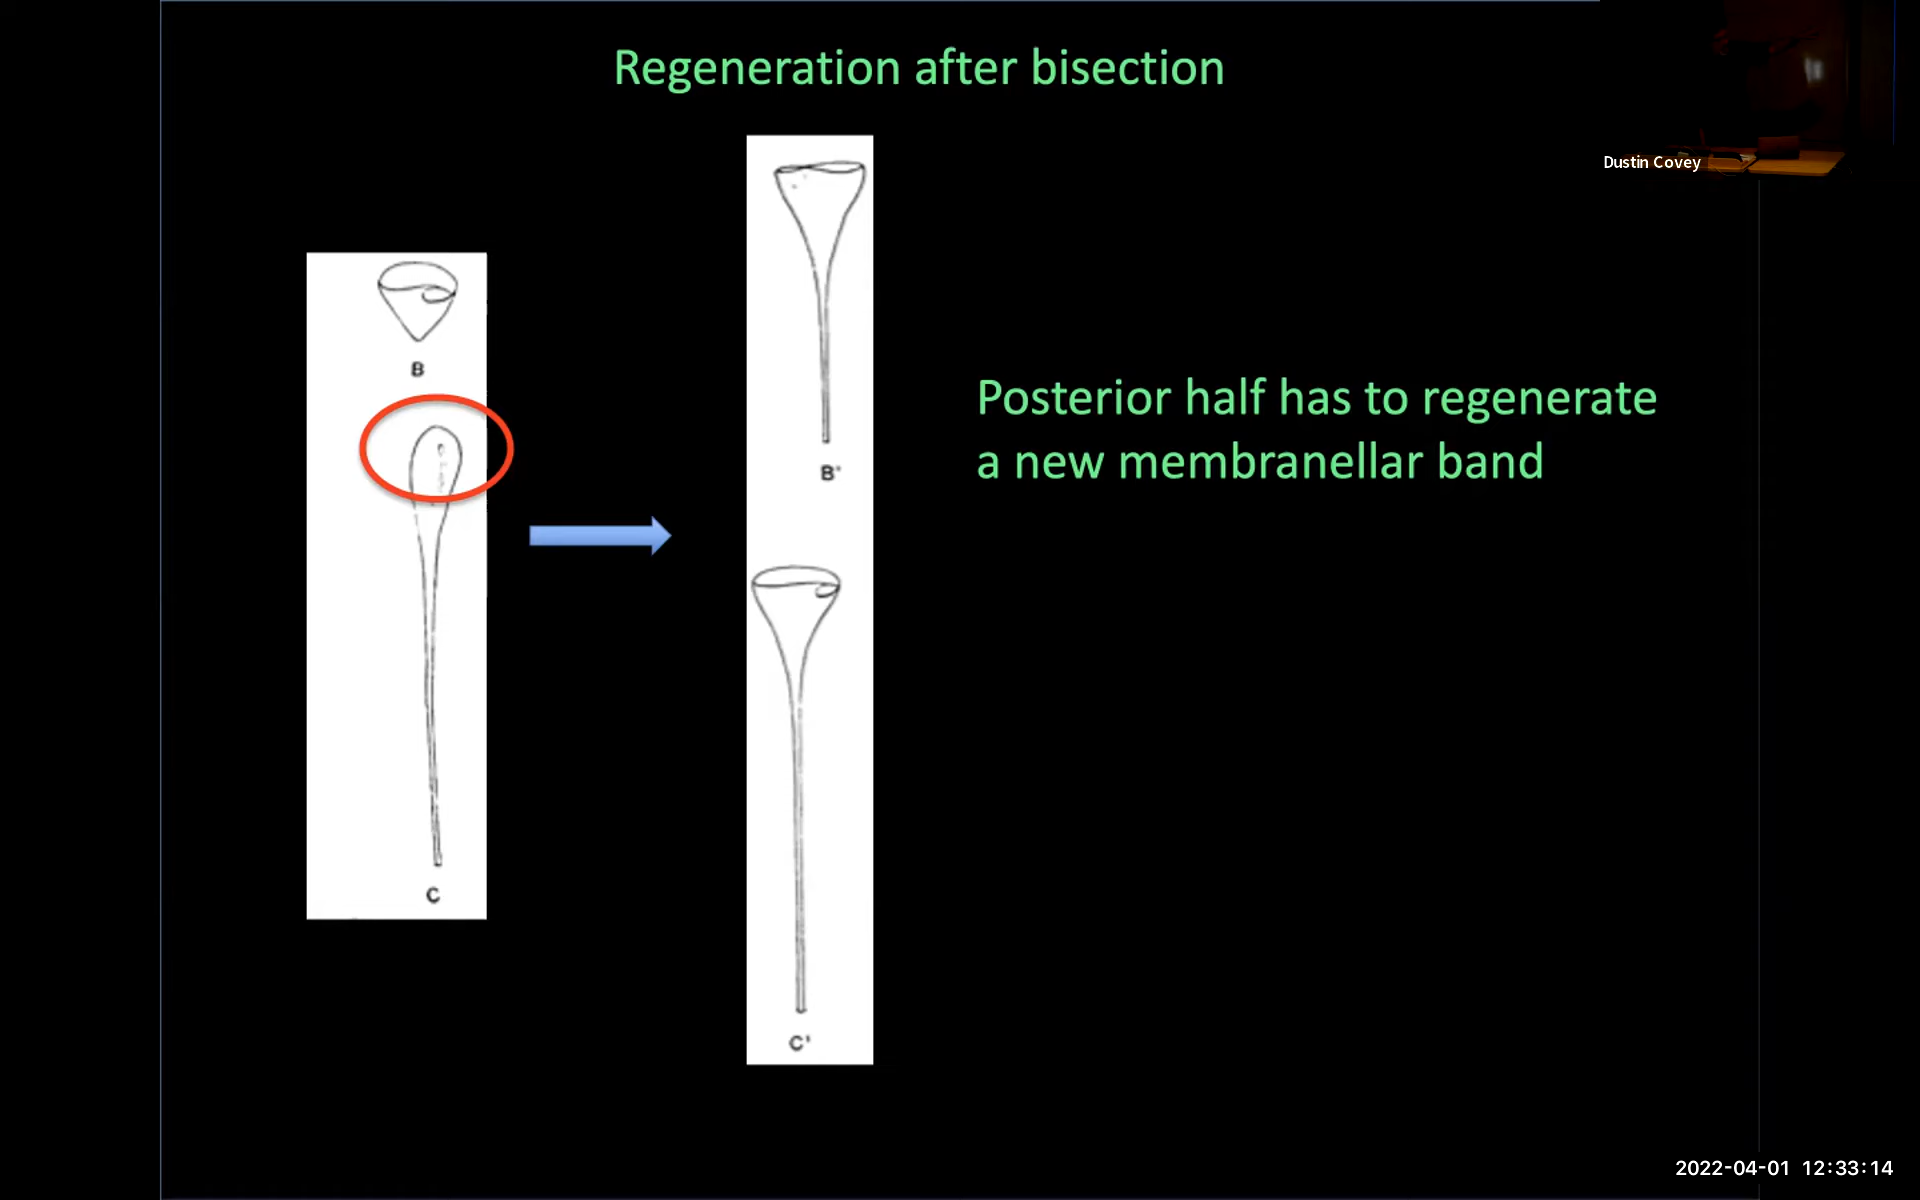 Regeneration after bisection
Dustin Covey
B
C
B'
C'
Posterior half has to regenerate
a new membranellar band
2022-04-01 12:33:14